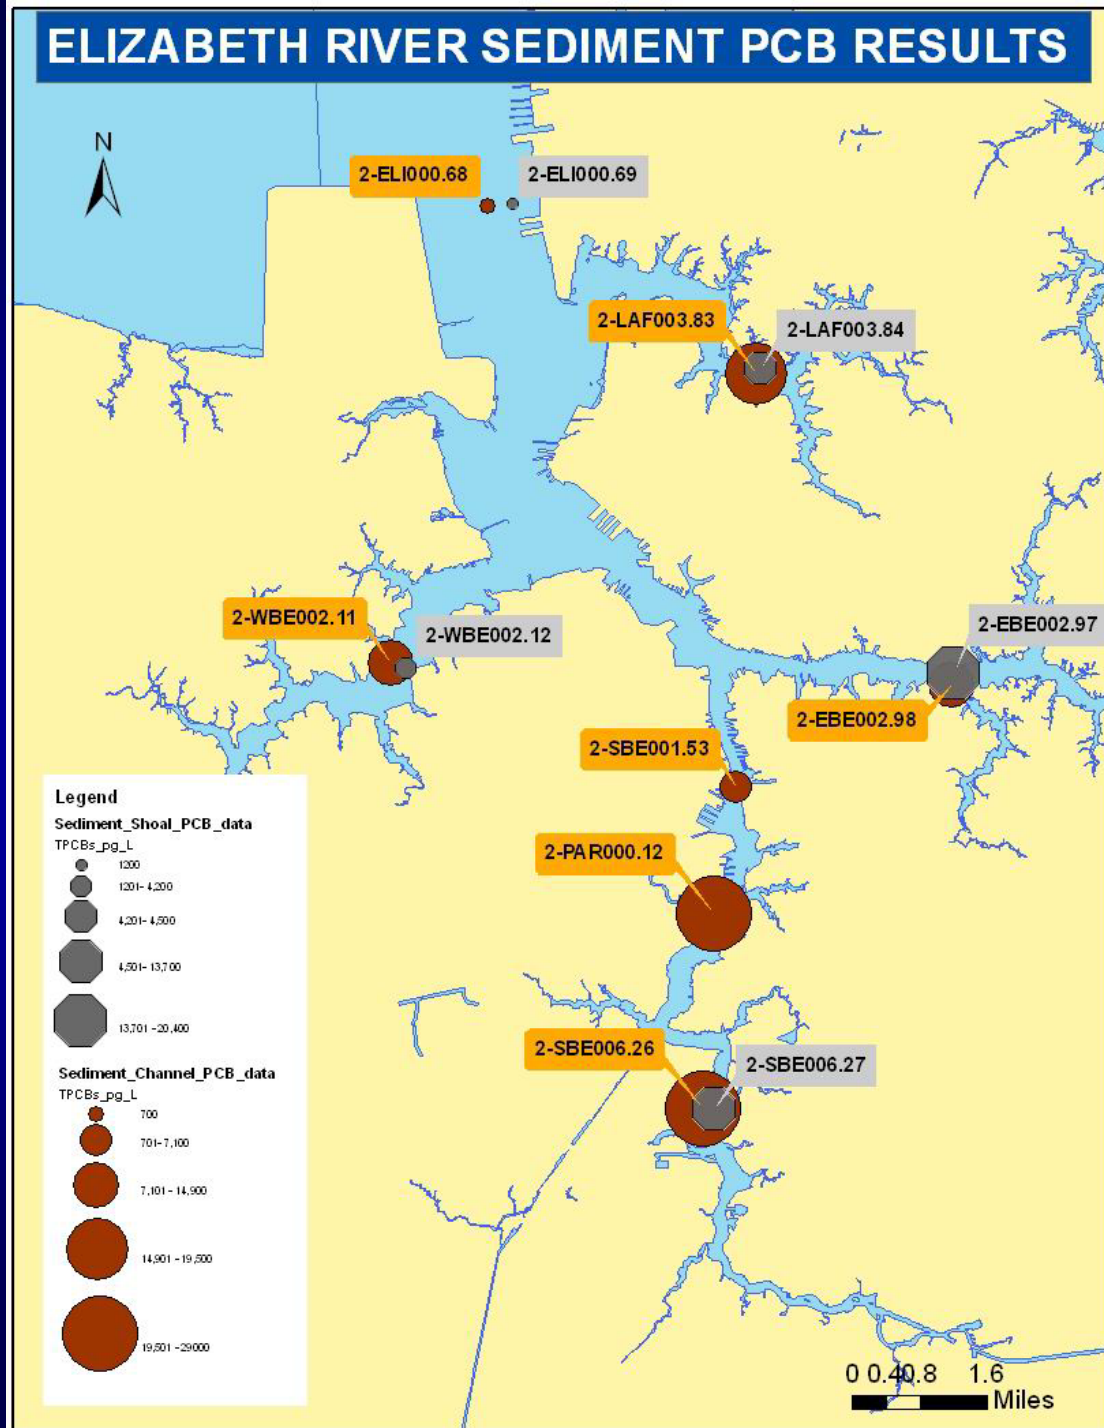 ELIZABETH RIVER SEDIMENT PCB RESULTS
N
2-ELI000.68
2-ELI000.69
2-LAF003.83
2-LAF003.84
2-WBE002.11
2-WBE002.12
2-EBE002.97
2-EBE002.98
2-SBE001.53
2-PAR000.12
2-SBE006.26
2-SBE006.27
Legend
Sediment_Shoal_PCB_data
TPCBs_pg_L
1200
1201- 4,200
4,201- 4,500
4,501- 13,700
13,701 -20,400
Sediment_Channel_PCB_data
TPCBs_pg_L
700
701- 7,100
7,101 - 14,900
14,901 -19,500
19,501 -29000
0 0.40.8 1.6
Miles